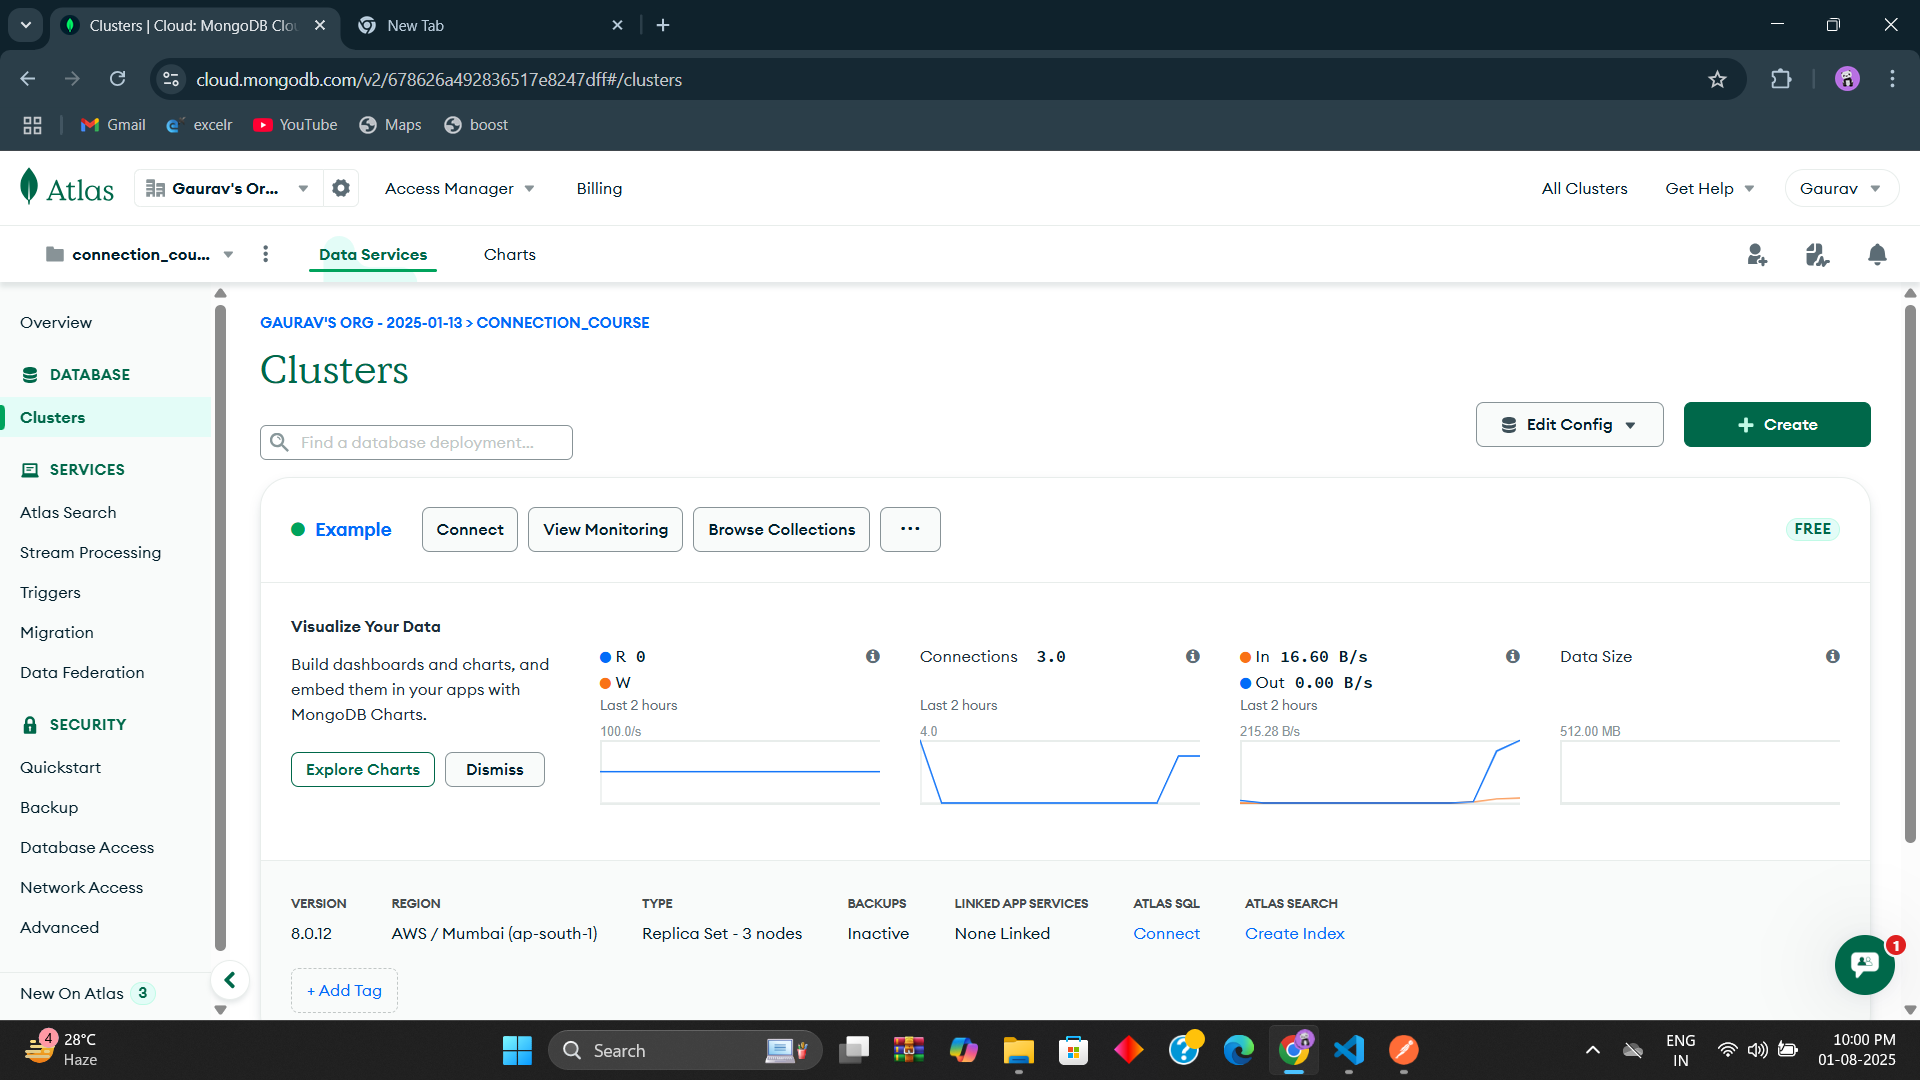 Clusters | Cloud: MongoDB Clo
New Tab
cloud.mongodb.com/v2/678626a492836517e8247dff#/clusters
Gmail
excelr
YouTube
Maps
boost
Atlas
Gaurav's Or...
Access Manager
Billing
All Clusters
Get Help
Gaurav
connection_cou...
Data Services
Charts
Overview
DATABASE
Clusters
SERVICES
Atlas Search
Stream Processing
Triggers
Migration
Data Federation
SECURITY
Quickstart
Backup
Database Access
Network Access
Advanced
New On Atlas 3
GAURAV'S ORG - 2025-01-13 > CONNECTION_COURSE
Clusters
Find a database deployment...
Edit Config
+ Create
Example
Connect
View Monitoring
Browse Collections
...
FREE
Visualize Your Data
Build dashboards and charts, and
embed them in your apps with
MongoDB Charts.
Explore Charts
Dismiss
R 0
W
Last 2 hours
100.0/s
Connections 3.0
Last 2 hours
4.0
In 16.60 B/s
Out 0.00 B/s
Last 2 hours
215.28 B/s
Data Size
512.00 MB
VERSION
8.0.12
REGION
AWS / Mumbai (ap-south-1)
TYPE
Replica Set - 3 nodes
BACKUPS
Inactive
LINKED APP SERVICES
None Linked
ATLAS SQL
Connect
ATLAS SEARCH
Create Index
+ Add Tag
1
4
28°C
Haze
Search
ENG
IN
10:00 PM
01-08-2025